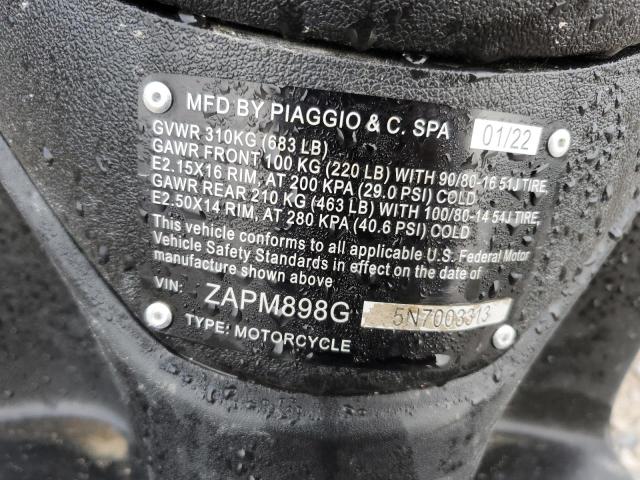 MFD BY PIAGGIO & C. SPA 01/22
GVWR 310KG (683 LB)
GAWR FRONT 100 KG (220 LB) WITH 90/80-16 51J TIRE,
E2.15X16 RIM, AT 200 KPA (29.0 PSI) COLD
GAWR REAR 210 KG (463 LB) WITH 100/80-14 54J TIRE,
E2.50X14 RIM, AT 280 KPA (40.6 PSI) COLD
This vehicle conforms to all applicable U.S. Federal Motor
Vehicle Safety Standards in effect on the date of
manufacture shown above
VIN: ZAPM898G 5N7003313
TYPE: MOTORCYCLE